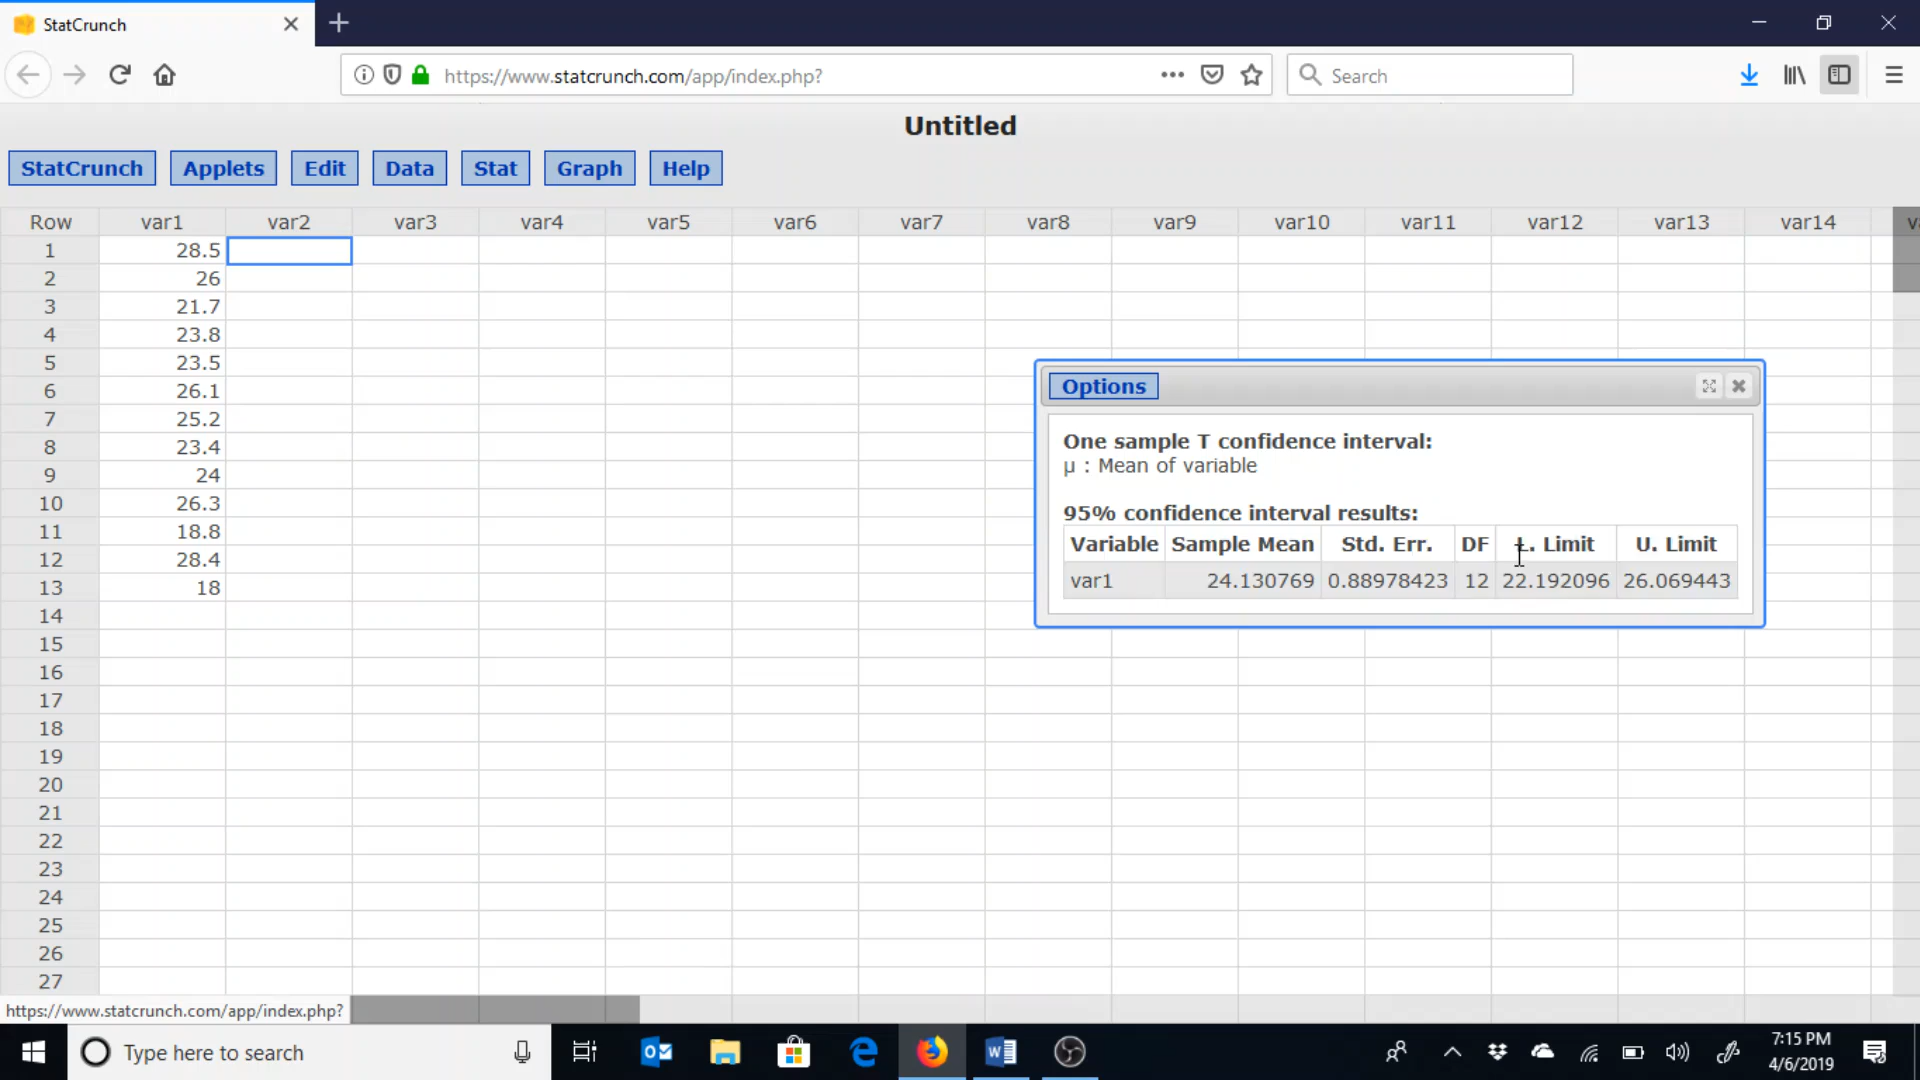 StatCrunch
https://www.statcrunch.com/app/index.php?
Search
Untitled
StatCrunch Applets Edit Data Stat Graph Help
Row var1 var2 var3 var4 var5 var6 var7 var8 var9 var10 var11 var12 var13 var14 v
1 28.5
2 26
3 21.7
4 23.8
5 23.5
6 26.1
7 25.2
8 23.4
9 24
10 26.3
11 18.8
12 28.4
13 18
14
15
16
17
18
19
20
21
22
23
24
25
26
27
Options
One sample T confidence interval:
μ : Mean of variable
95% confidence interval results:
Variable Sample Mean Std. Err. DF L. Limit U. Limit
var1 24.130769 0.88978423 12 22.192096 26.069443
https://www.statcrunch.com/app/index.php?
Type here to search
7:15 PM
4/6/2019